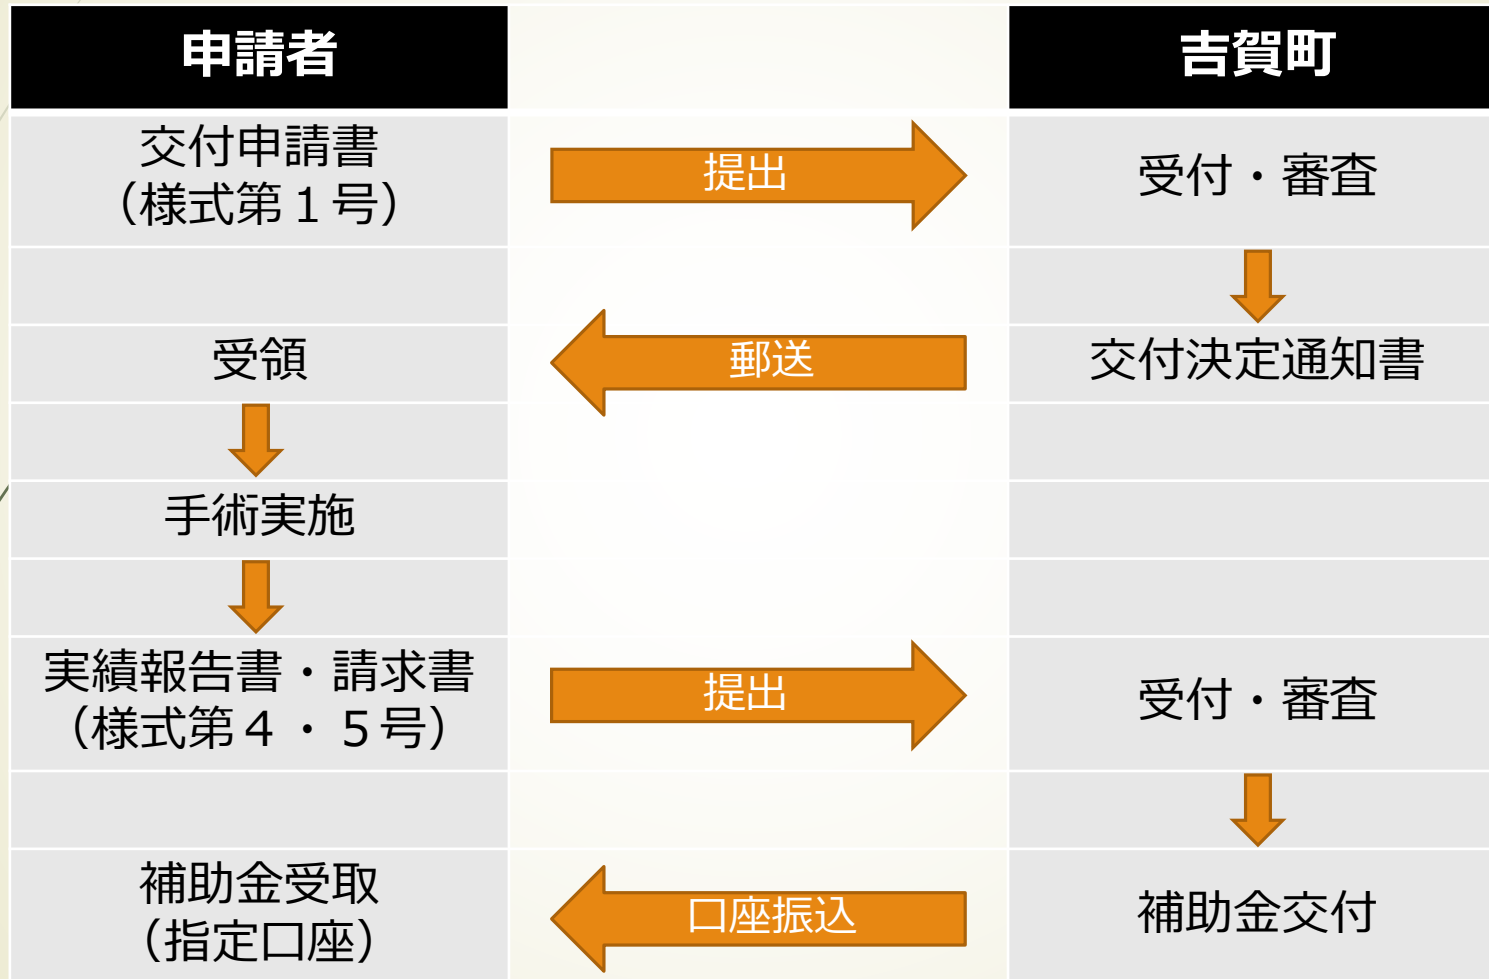 申請者
吉賀町
交付申請書
（様式第１号）
提出
受付・審査
受領
郵送
交付決定通知書
手術実施
実績報告書・請求書
（様式第４・５号）
提出
受付・審査
補助金受取
（指定口座）
口座振込
補助金交付